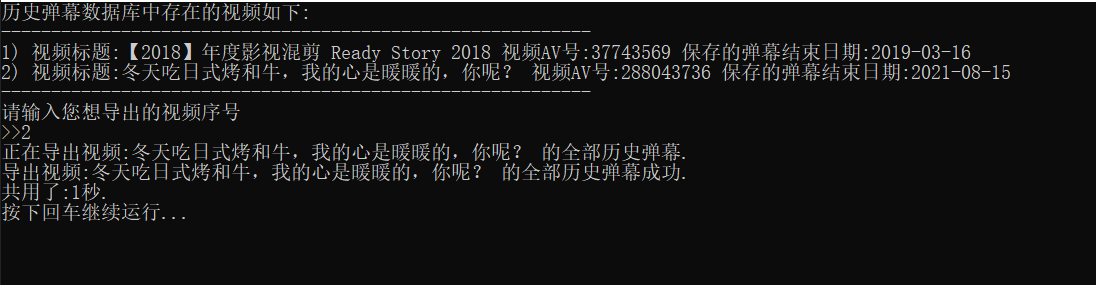 历史弹幕数据库中存在的视频如下:
-----------------------------------------------------------
1) 视频标题:【2018】年度影视混剪 Ready Story 2018 视频AV号:37743569 保存的弹幕结束日期:2019-03-16
2) 视频标题:冬天吃日式烤和牛，我的心是暖暖的，你呢？ 视频AV号:288043736 保存的弹幕结束日期:2021-08-15
-----------------------------------------------------------
请输入您想导出的视频序号
>>2
正在导出视频:冬天吃日式烤和牛，我的心是暖暖的，你呢？ 的全部历史弹幕.
导出视频:冬天吃日式烤和牛，我的心是暖暖的，你呢？ 的全部历史弹幕成功.
共用了:1秒.
按下回车继续运行...